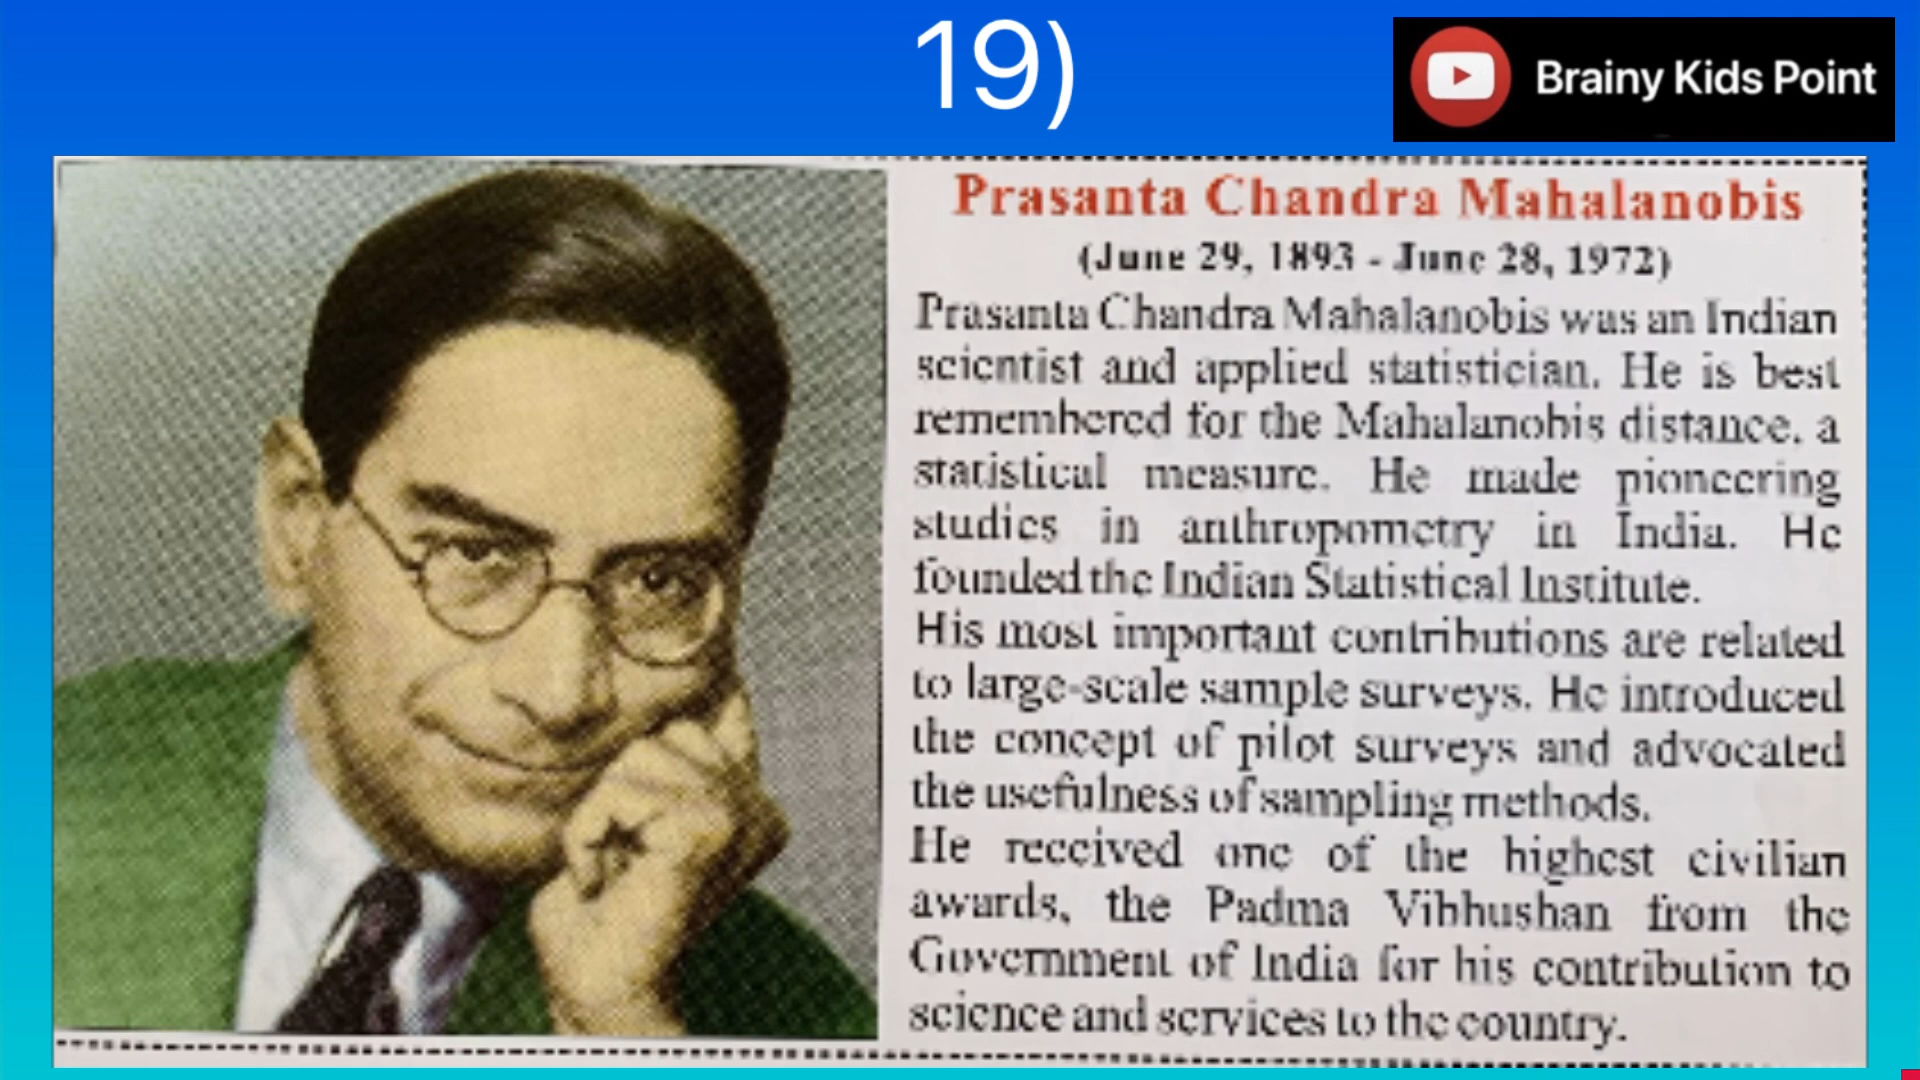 19)
Brainy Kids Point
Prasanta Chandra Mahalanobis
(June 29, 1893 - June 28, 1972)
Prasanta Chandra Mahalanobis was an Indian
scientist and applied statistician. He is best
remembered for the Mahalanobis distance, a
statistical measure. He made pioneering
studies in anthropometry in India. He
founded the Indian Statistical Institute.
His most important contributions are related
to large-scale sample surveys. He introduced
the concept of pilot surveys and advocated
the usefulness of sampling methods.
He received one of the highest civilian
awards, the Padma Vibhushan from the
Government of India for his contribution to
science and services to the country.